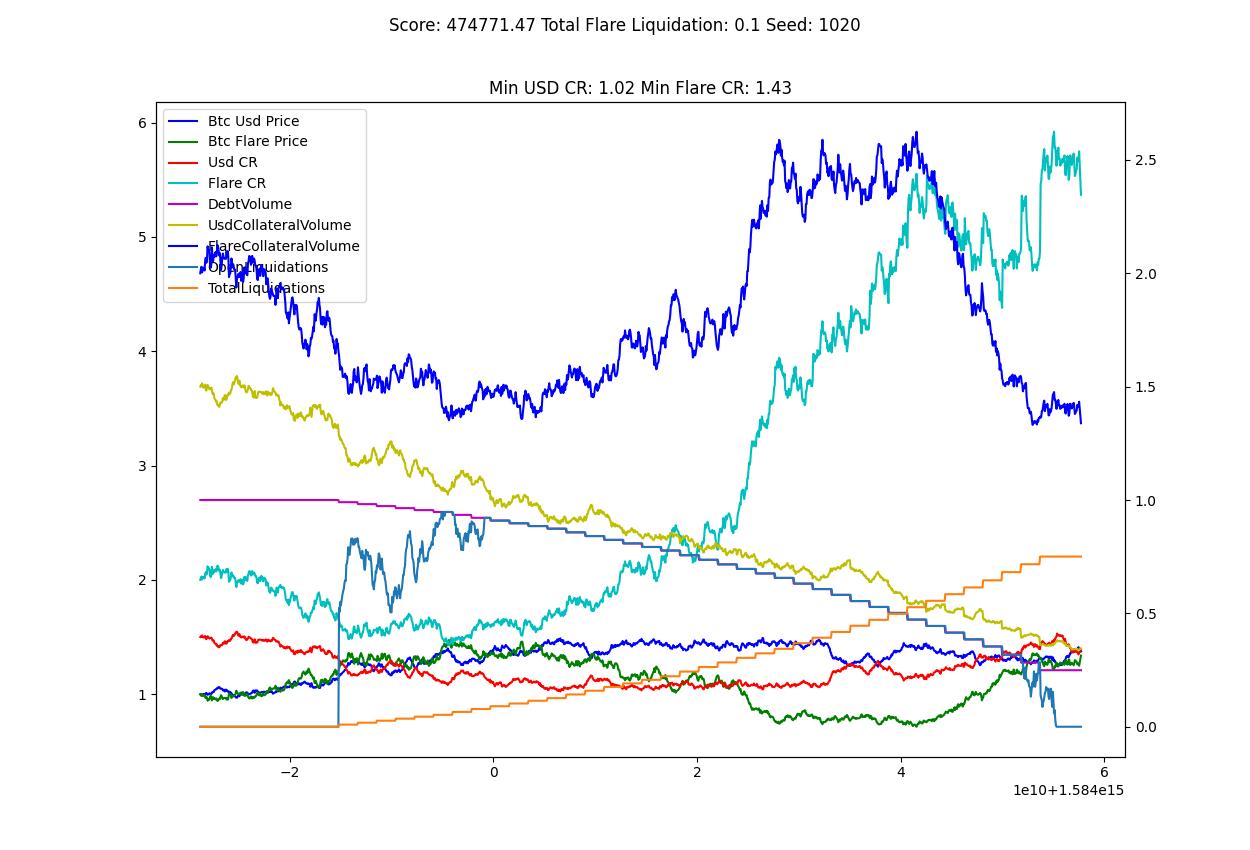 Score: 474771.47 Total Flare Liquidation: 0.1 Seed: 1020
Min USD CR: 1.02 Min Flare CR: 1.43
Btc Usd Price
Btc Flare Price
Usd CR
Flare CR
DebtVolume
UsdCollateralVolume
FlareCollateralVolume
OpenLiquidations
TotalLiquidations
6
5
4
3
2
1
2.5
2.0
1.5
1.0
0.5
0.0
−2
0
2
4
6
1e10+1.584e15